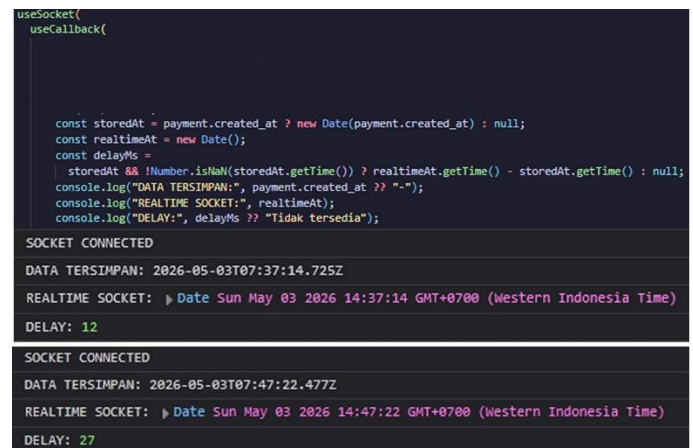 useSocket(
useCallback(
const storedAt = payment.created_at ? new Date(payment.created_at) : null;
const realtimeAt = new Date();
const delayMs =
storedAt && !Number.isNaN(storedAt.getTime()) ? realtimeAt.getTime() - storedAt.getTime() : null;
console.log("DATA TERSIMPAN:", payment.created_at ?? "-");
console.log("REALTIME SOCKET:", realtimeAt);
console.log("DELAY:", delayMs ?? "Tidak tersedia");
SOCKET CONNECTED
DATA TERSIMPAN: 2026-05-03T07:37:14.725Z
REALTIME SOCKET: ▶Date Sun May 03 2026 14:37:14 GMT+0700 (Western Indonesia Time)
DELAY: 12
SOCKET CONNECTED
DATA TERSIMPAN: 2026-05-03T07:47:22.477Z
REALTIME SOCKET: ▶Date Sun May 03 2026 14:47:22 GMT+0700 (Western Indonesia Time)
DELAY: 27